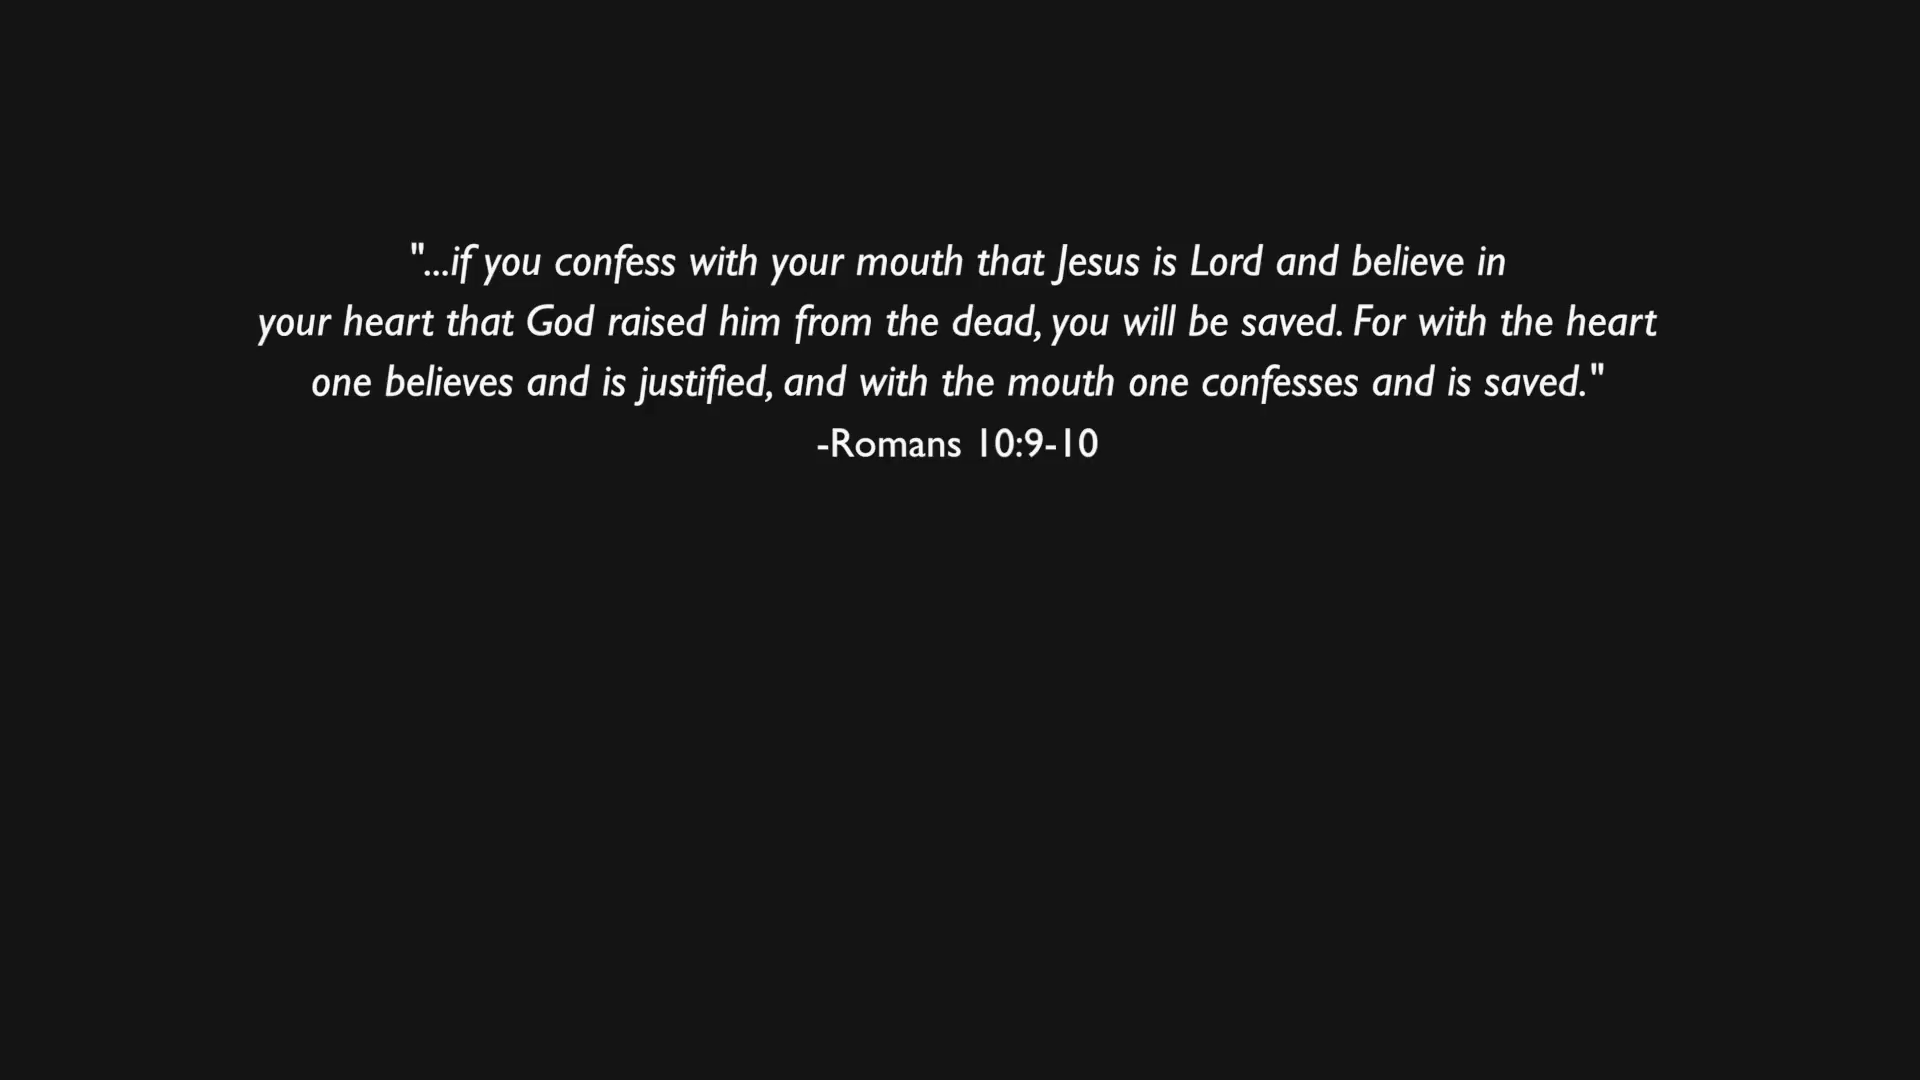 "...if you confess with your mouth that Jesus is Lord and believe in
your heart that God raised him from the dead, you will be saved. For with the heart
one believes and is justified, and with the mouth one confesses and is saved."
-Romans 10:9-10